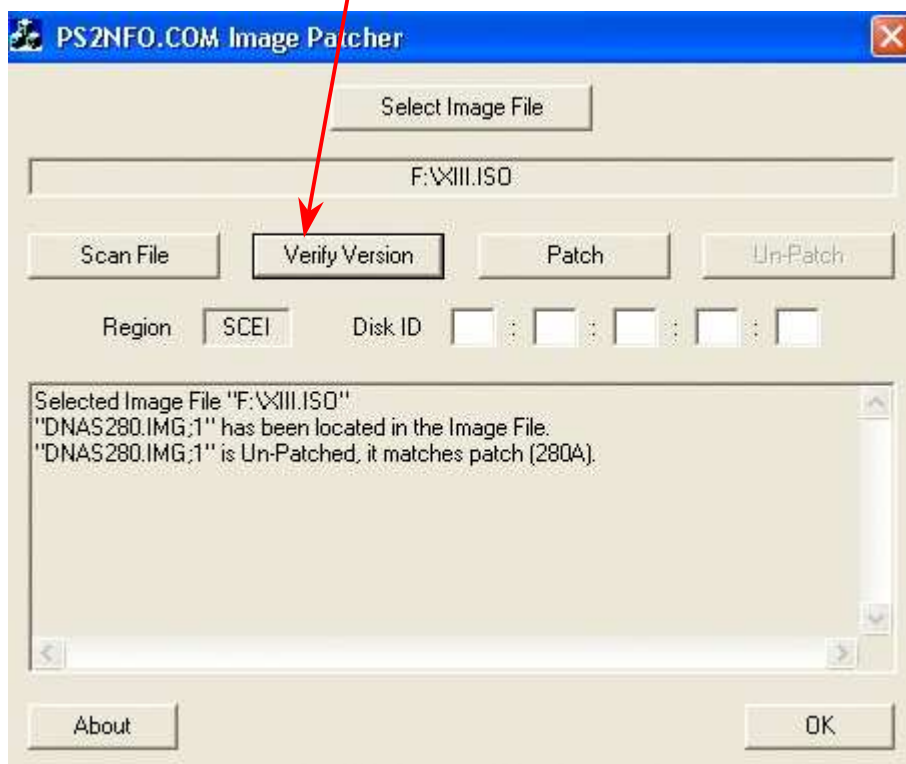 PS2NFO.COM Image Patcher
Select Image File
F:\XIII.ISO
Scan File Verify Version Patch Un-Patch
Region SCEI Disk ID : : : :
Selected Image File "F:\XIII.ISO"
"DNAS280.IMG;1" has been located in the Image File.
"DNAS280.IMG;1" is Un-Patched, it matches patch (280A).
About OK